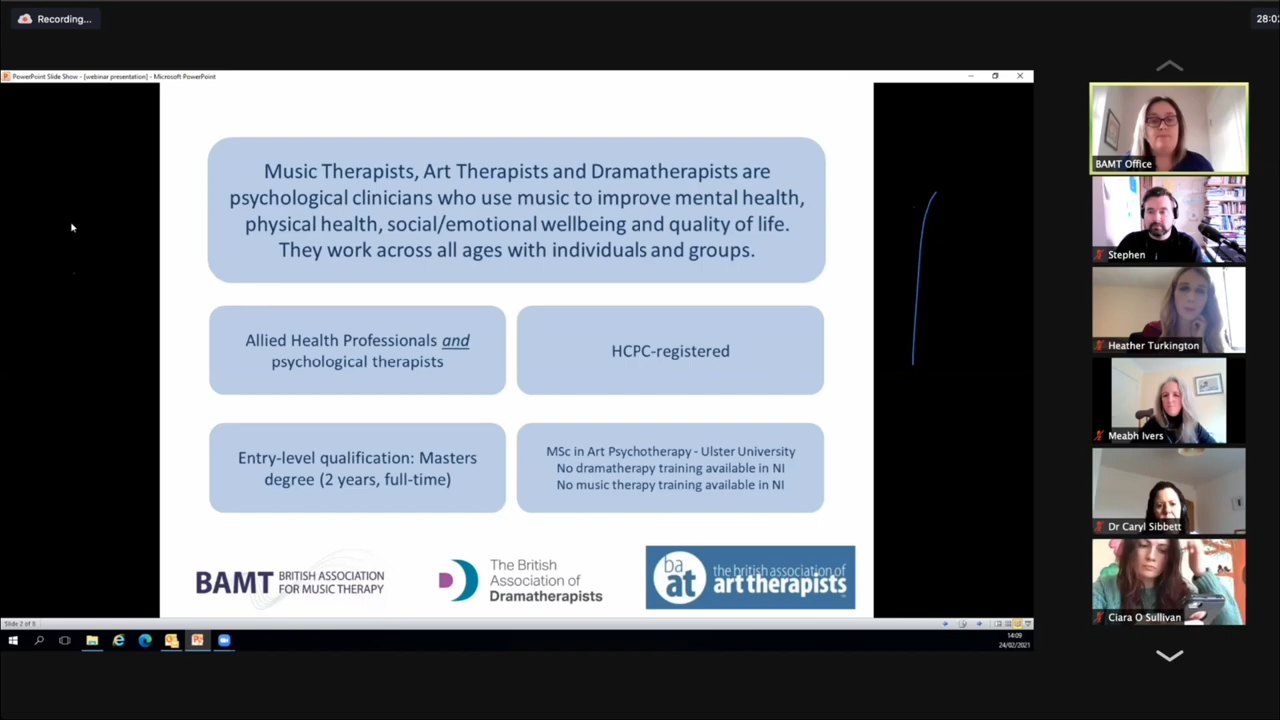 Recording...
28:02
PowerPoint Slide Show - [webinar presentation] - Microsoft PowerPoint
Music Therapists, Art Therapists and Dramatherapists are
psychological clinicians who use music to improve mental health,
physical health, social/emotional wellbeing and quality of life.
They work across all ages with individuals and groups.
Allied Health Professionals and
psychological therapists
HCPC-registered
Entry-level qualification: Masters
degree (2 years, full-time)
MSc in Art Psychotherapy - Ulster University
No dramatherapy training available in NI
No music therapy training available in NI
BAMT BRITISH ASSOCIATION
FOR MUSIC THERAPY
The British
Association of
Dramatherapists
ba
at
the british association of
art therapists
Slide 2 of 5
14:09
24/02/2021
BAMT Office
Stephen
Heather Turkington
Meabh Ivers
Dr Caryl Sibbett
Ciara O Sullivan